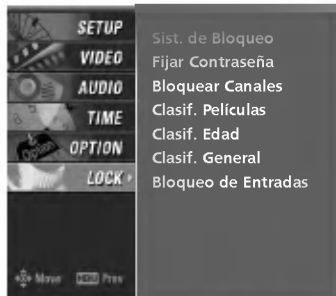 SETUP
VIDEO
AUDIO
TIME
OPTION
LOCK
Move MENU Prev
Sist. de Bloqueo
Fijar Contraseña
Bloquear Canales
Clasif. Películas
Clasif. Edad
Clasif. General
Bloqueo de Entradas